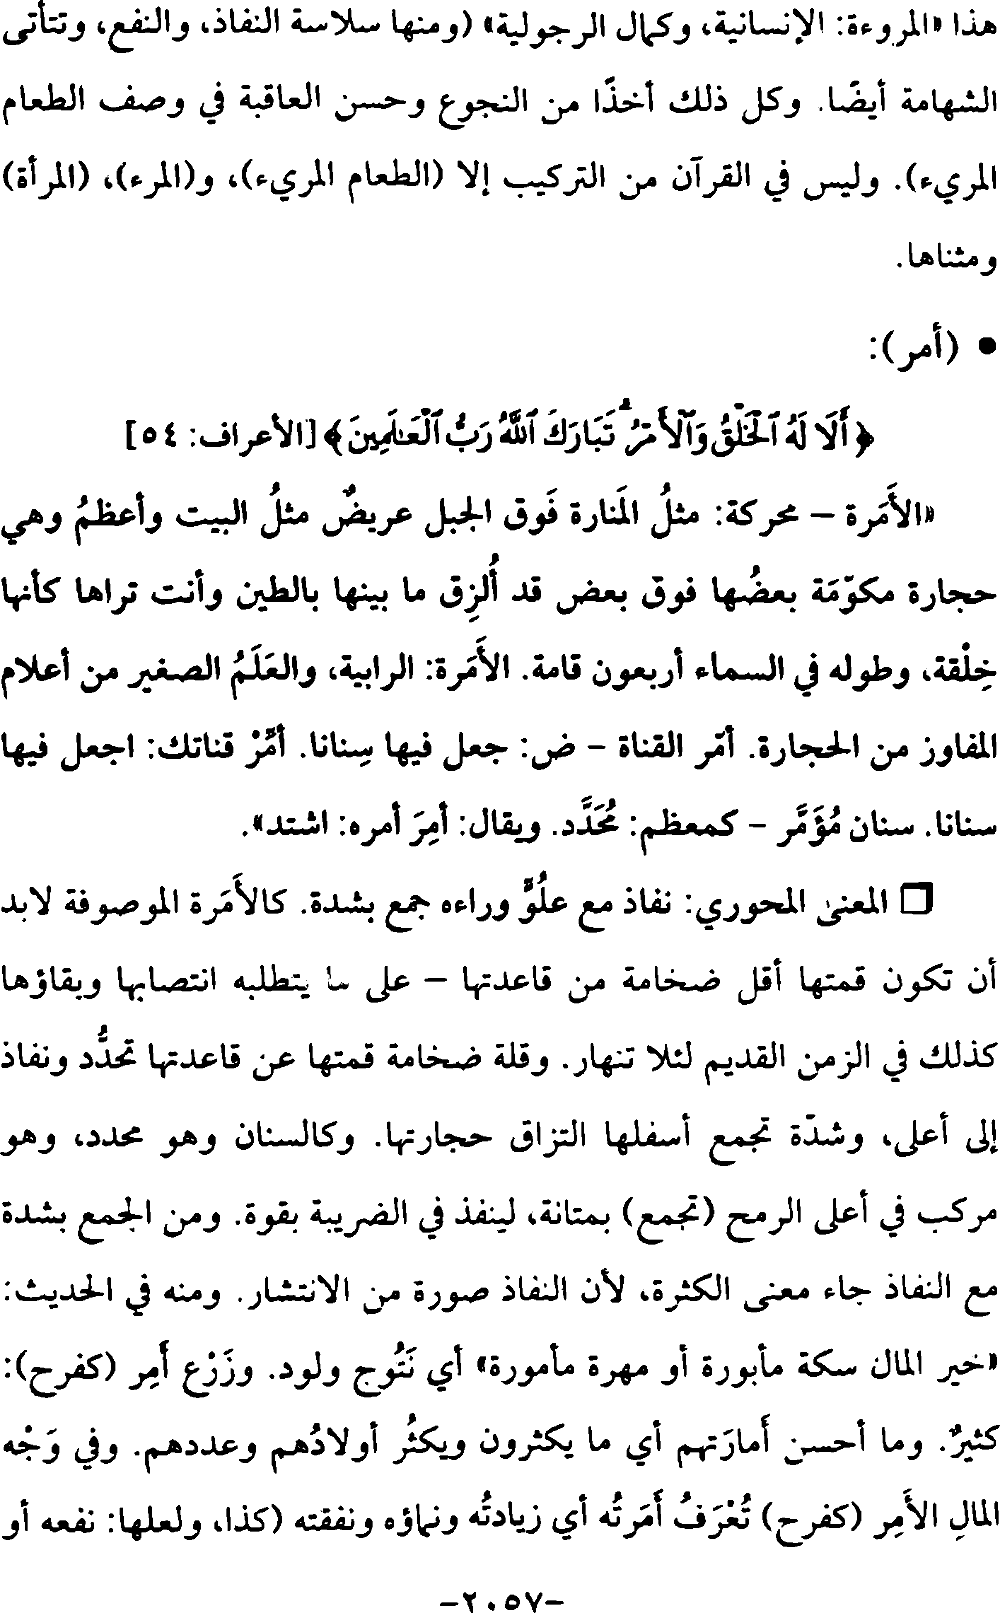 هذا «المروءة: الإنسانية، وكمال الرجولية» (ومنها سلاسة النفاذ، والنفع، وتتأتى
الشهامة أيضًا. وكل ذلك أخذًا من النجوع وحسن العاقبة في وصف الطعام
المريء). وليس في القرآن من التركيب إلا (الطعام المريء)، و(المرء)، (المرأة)
ومثناها.
● (أمر):
﴿أَلَا لَهُ ٱلْخَلْقُ وَٱلْأَمْرُ ۗ تَبَارَكَ ٱللَّهُ رَبُّ ٱلْعَـٰلَمِينَ﴾ [الأعراف: ٥٤]
«الأَمَرة – محركة: مثلُ المَنارة فَوق الجبل عريضٌ مثلُ البيت وأعظمُ وهي
حجارة مكوّمَة بعضُها فوق بعض قد أُلزِق ما بينها بالطين وأنت تراها كأنها
خِلْقة، وطوله في السماء أربعون قامة. الأَمَرة: الرابية، والعَلَمُ الصغير من أعلام
المفاوز من الحجارة. أمّر القناة – ض: جعل فيها سِنانا. أمِّرْ قناتك: اجعل فيها
سنانا. سنان مُؤَمَّر – كمعظم: مُحَدَّد. ويقال: أمِرَ أمره: اشتد».
❒ المعنى المحوري: نفاذ مع علُوٍّ وراءه جمع بشدة. كالأَمَرة الموصوفة لابد
أن تكون قمتها أقل ضخامة من قاعدتها – على ما يتطلبه انتصابها وبقاؤها
كذلك في الزمن القديم لئلا تنهار. وقلة ضخامة قمتها عن قاعدتها تحدُّد ونفاذ
إلى أعلى، وشدّة تجمع أسفلها التزاق حجارتها. وكالسنان وهو محدد، وهو
مركب في أعلى الرمح (تجمع) بمتانة، لينفذ في الضريبة بقوة. ومن الجمع بشدة
مع النفاذ جاء معنى الكثرة، لأن النفاذ صورة من الانتشار. ومنه في الحديث:
«خير المال سكة مأبورة أو مهرة مأمورة» أي نَتُوج ولود. وزَرْع أَمِر (كفرح):
كثيرٌ. وما أحسن أَمارَتهم أي ما يكثرون ويكثُر أولادُهم وعددهم. وفي وَجْه
المالِ الأَمِر (كفرح) تُعْرَفُ أَمَرتُه أي زيادتُه ونماؤه ونفقته (كذا، ولعلها: نفعه أو
–٢٠٥٧–